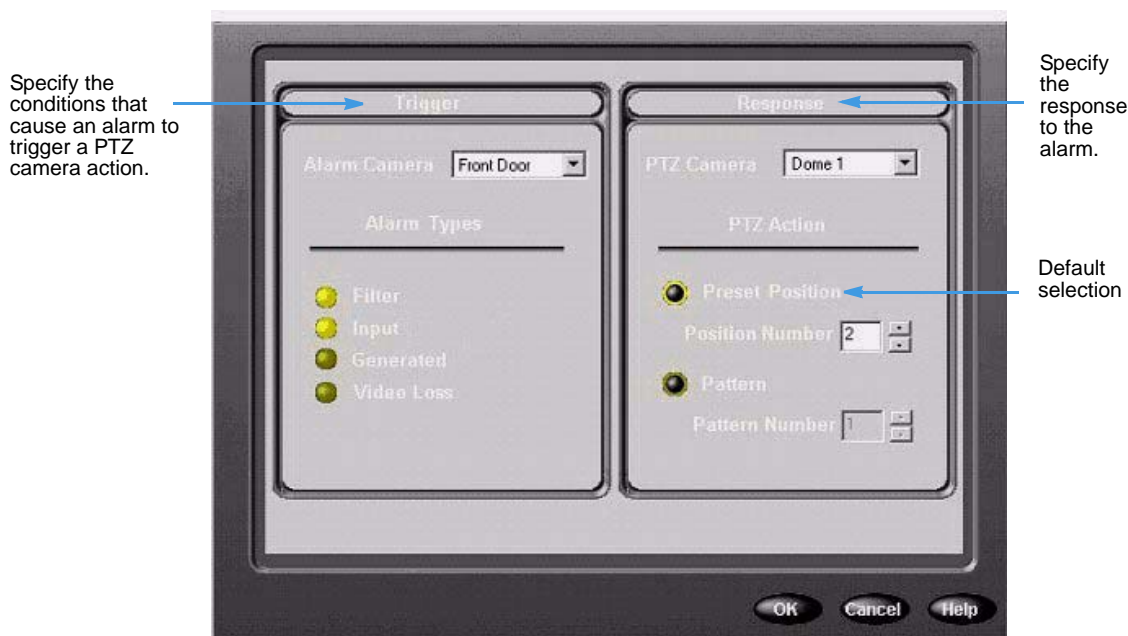 Specify the
conditions that
cause an alarm to
trigger a PTZ
camera action.
Trigger
Alarm Camera Front Door
Alarm Types
Filter
Input
Generated
Video Loss
Response
PTZ Camera Dome 1
PTZ Action
Preset Position
Position Number 2
Pattern
Pattern Number 1
Specify
the
response
to the
alarm.
Default
selection
OK Cancel Help